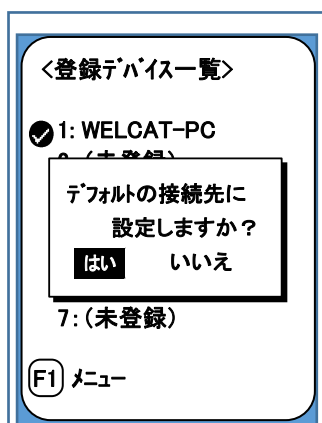 <登録ﾃﾞﾊﾞｲｽ一覧>
1: WELCAT-PC
ﾃﾞﾌｫﾙﾄの接続先に
設定しますか？
はい いいえ
7:(未登録)
F1 ﾒﾆｭｰ